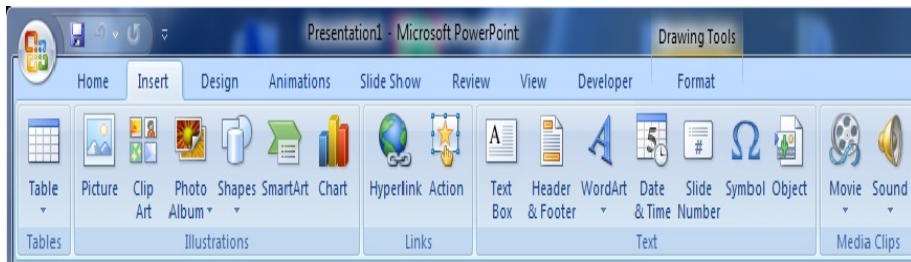 Presentation1 - Microsoft PowerPoint
Drawing Tools
Home Insert Design Animations Slide Show Review View Developer Format
Table Picture Clip Art Photo Album Shapes SmartArt Chart Hyperlink Action Text Box Header & Footer WordArt Date & Time Slide Number Symbol Object Movie Sound
Tables Illustrations Links Text Media Clips